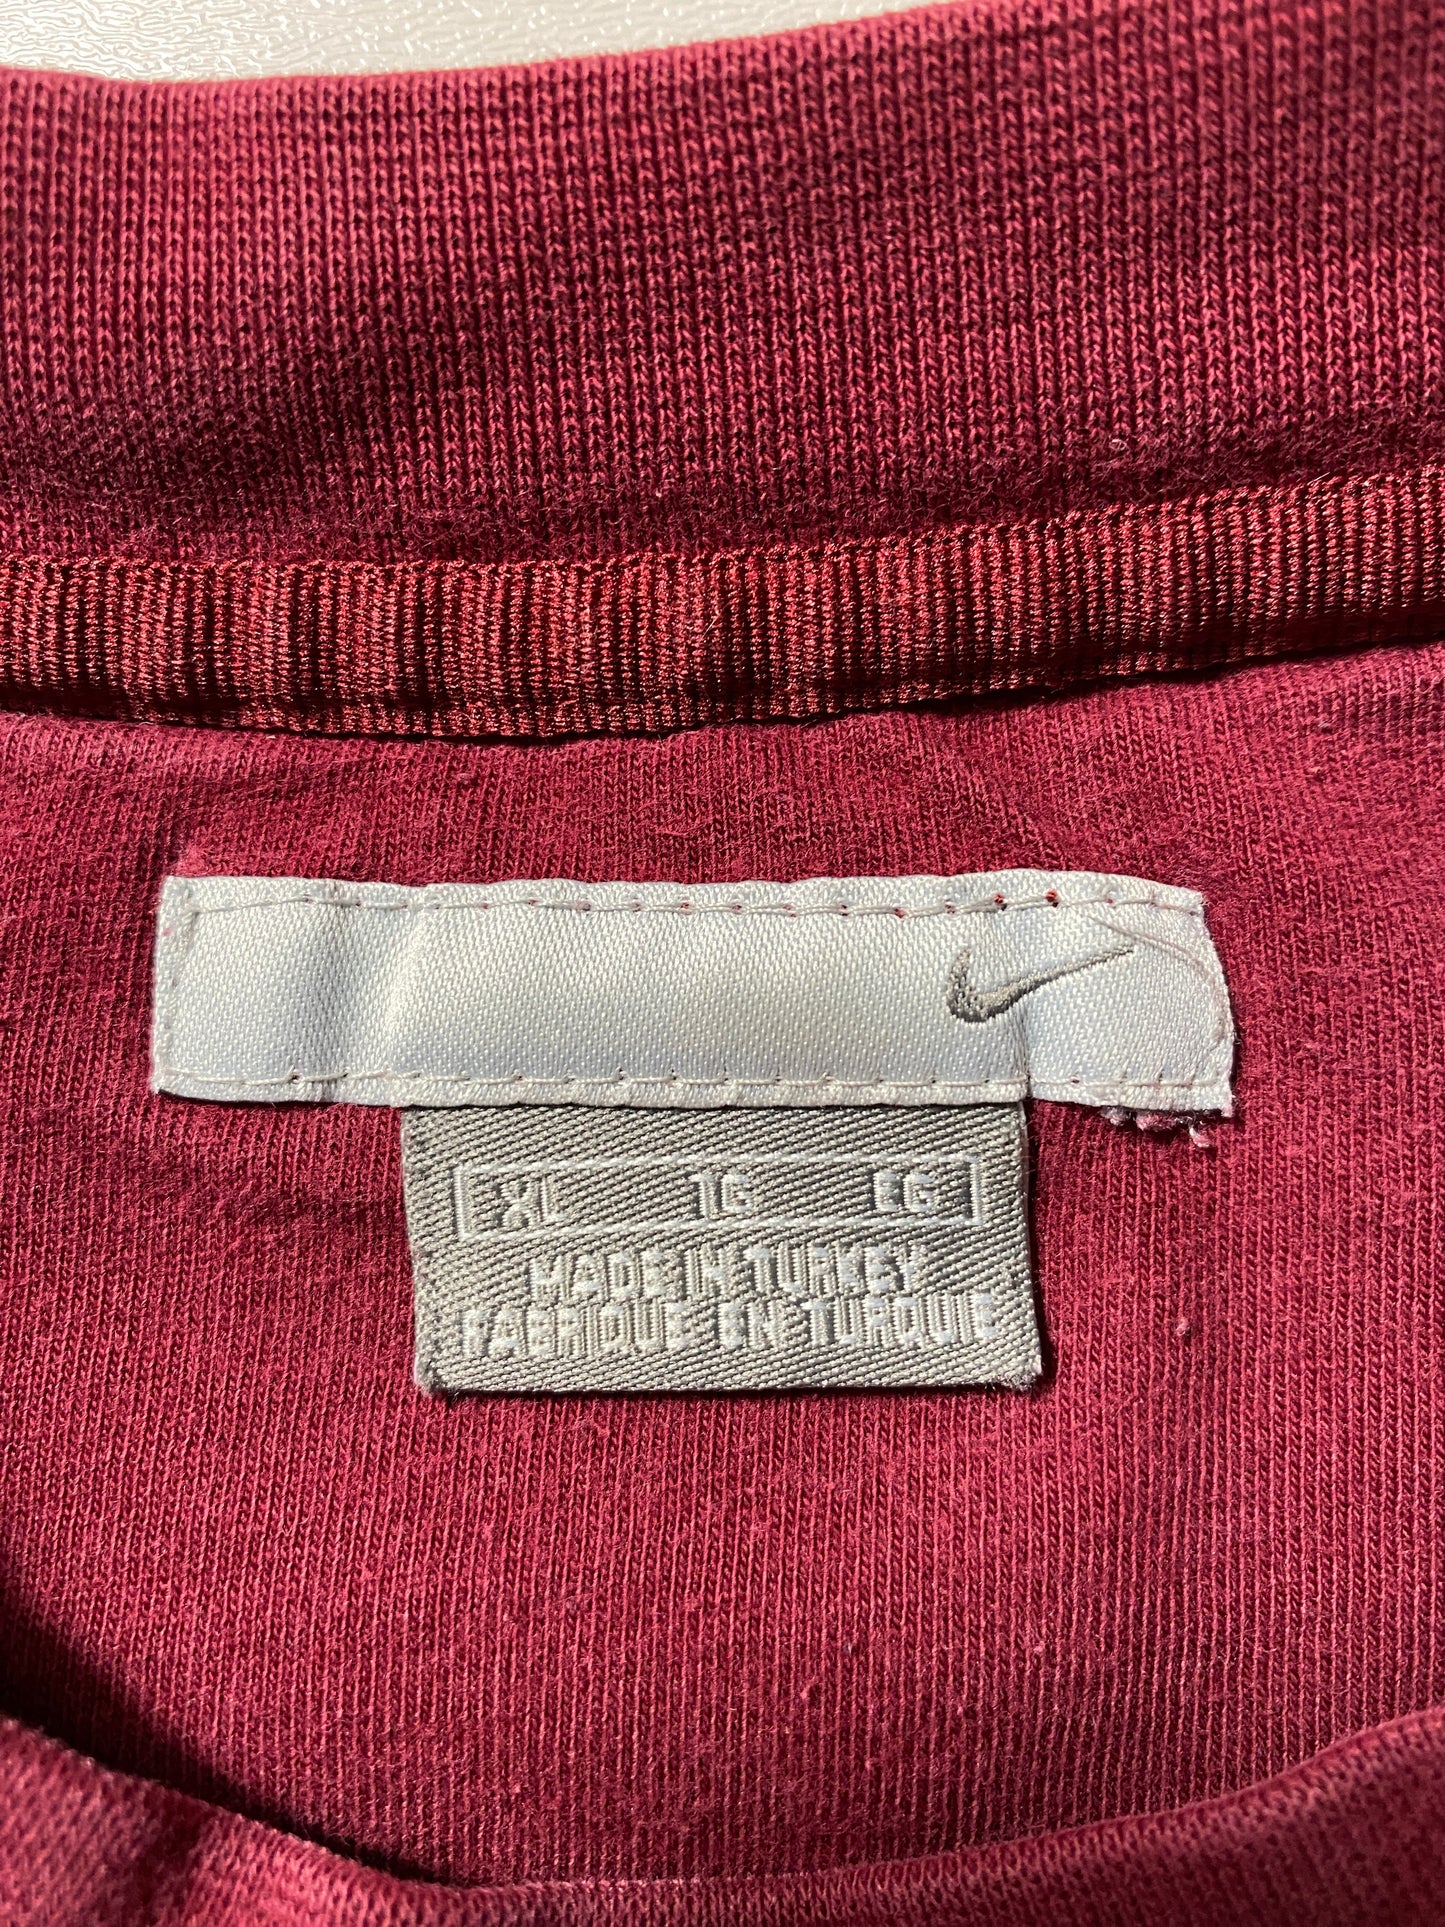 XL TG EG
MADE IN TURKEY
FABRIQUE EN TURQUIE